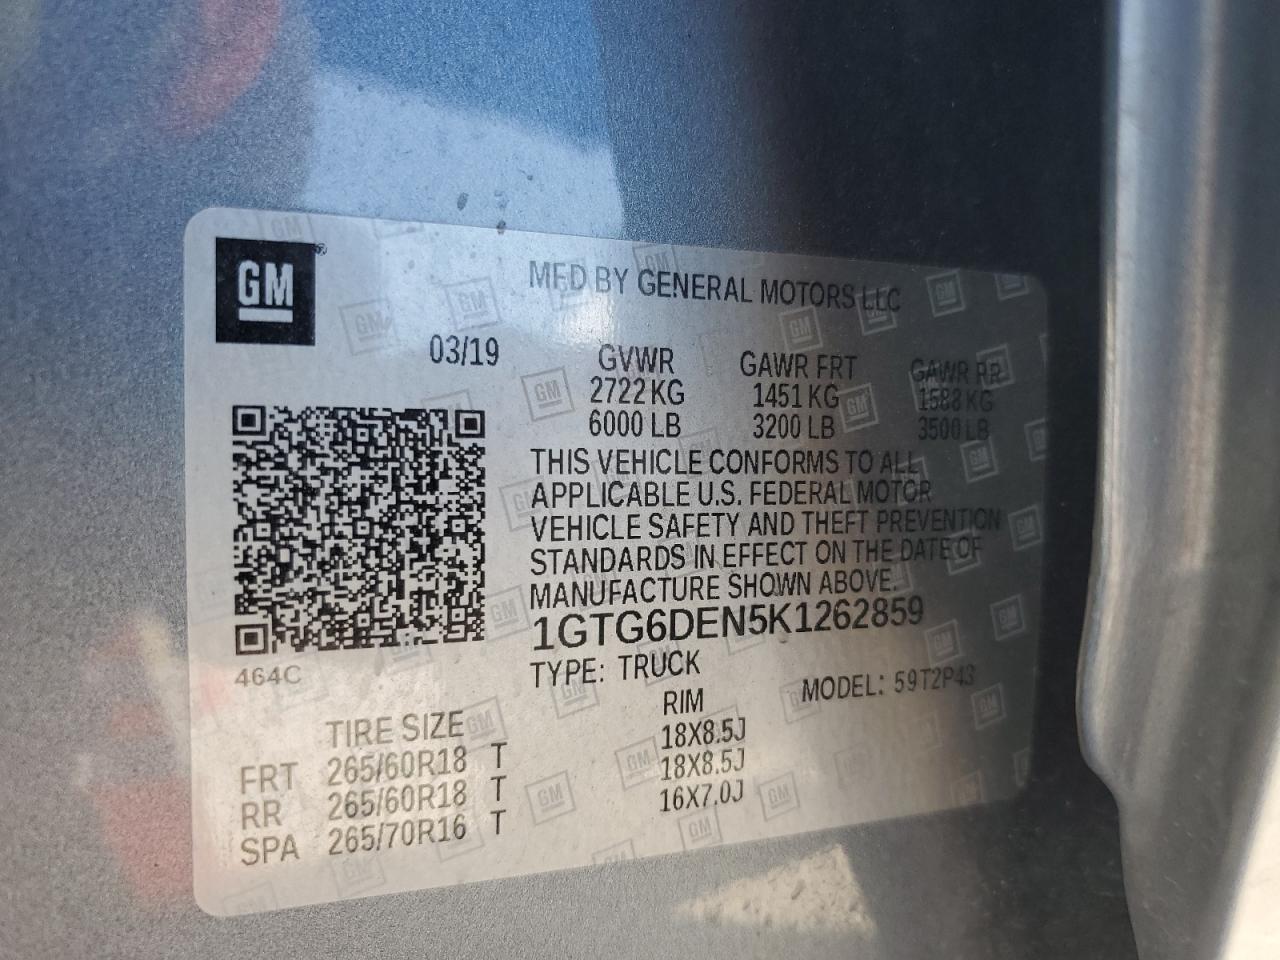 GM®
MFD BY GENERAL MOTORS LLC
03/19
GVWR GAWR FRT GAWR RR
2722 KG 1451 KG 1588 KG
6000 LB 3200 LB 3500 LB
THIS VEHICLE CONFORMS TO ALL
APPLICABLE U.S. FEDERAL MOTOR
VEHICLE SAFETY AND THEFT PREVENTION
STANDARDS IN EFFECT ON THE DATE OF
MANUFACTURE SHOWN ABOVE.
1GTG6DEN5K1262859
464C
TYPE: TRUCK
MODEL: 59T2P43
TIRE SIZE RIM
FRT 265/60R18 T 18X8.5J
RR 265/60R18 T 18X8.5J
SPA 265/70R16 T 16X7.0J